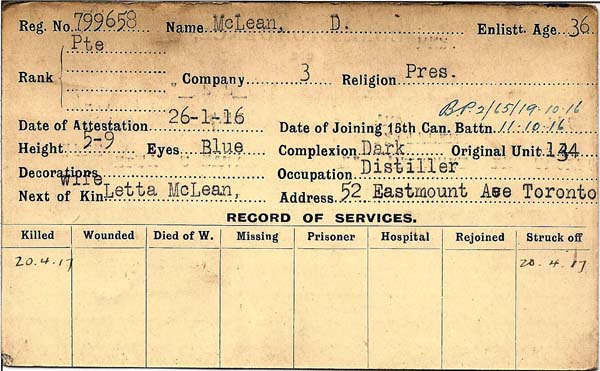 Reg. No. 799658 Name McLean, D. Enlistt. Age 36
Pte
Rank Company 3 Religion Pres.
B.P.2/15/19-10-16
Date of Attestation 26-1-16 Date of Joining 15th Can. Battn. 11-10-16
Height 5-9 Eyes Blue Complexion Dark Original Unit 134
Decorations Occupation Distiller
wife
Next of Kin Letta McLean, Address 52 Eastmount Ave Toronto
RECORD OF SERVICES.
Killed Wounded Died of W. Missing Prisoner Hospital Rejoined Struck off
20.4.17 20.4.17